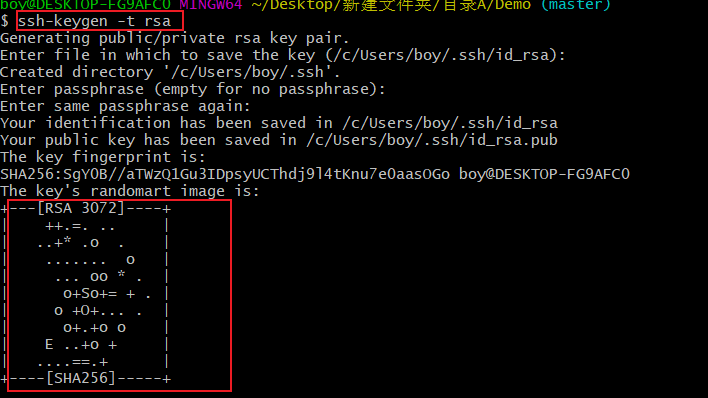 boy@DESKTOP-FG9AFC0 MINGW64 ~/Desktop/新建文件夹/目录A/Demo (master)
$ ssh-keygen -t rsa
Generating public/private rsa key pair.
Enter file in which to save the key (/c/Users/boy/.ssh/id_rsa):
Created directory '/c/Users/boy/.ssh'.
Enter passphrase (empty for no passphrase):
Enter same passphrase again:
Your identification has been saved in /c/Users/boy/.ssh/id_rsa
Your public key has been saved in /c/Users/boy/.ssh/id_rsa.pub
The key fingerprint is:
SHA256:SgYOB//aTWzQ1Gu3IDpsyUCThdj9l4tKnu7eOaasOGo boy@DESKTOP-FG9AFC0
The key's randomart image is:
+---[RSA 3072]----+
|     ++.=. ..    |
|    ..+* .o  .   |
|     .......  o  |
|      ... oo * . |
|       o+So+= + .|
|      o +O+... . |
|       o+.+o o   |
|     E ..+o +    |
|    ....==.+     |
+----[SHA256]-----+